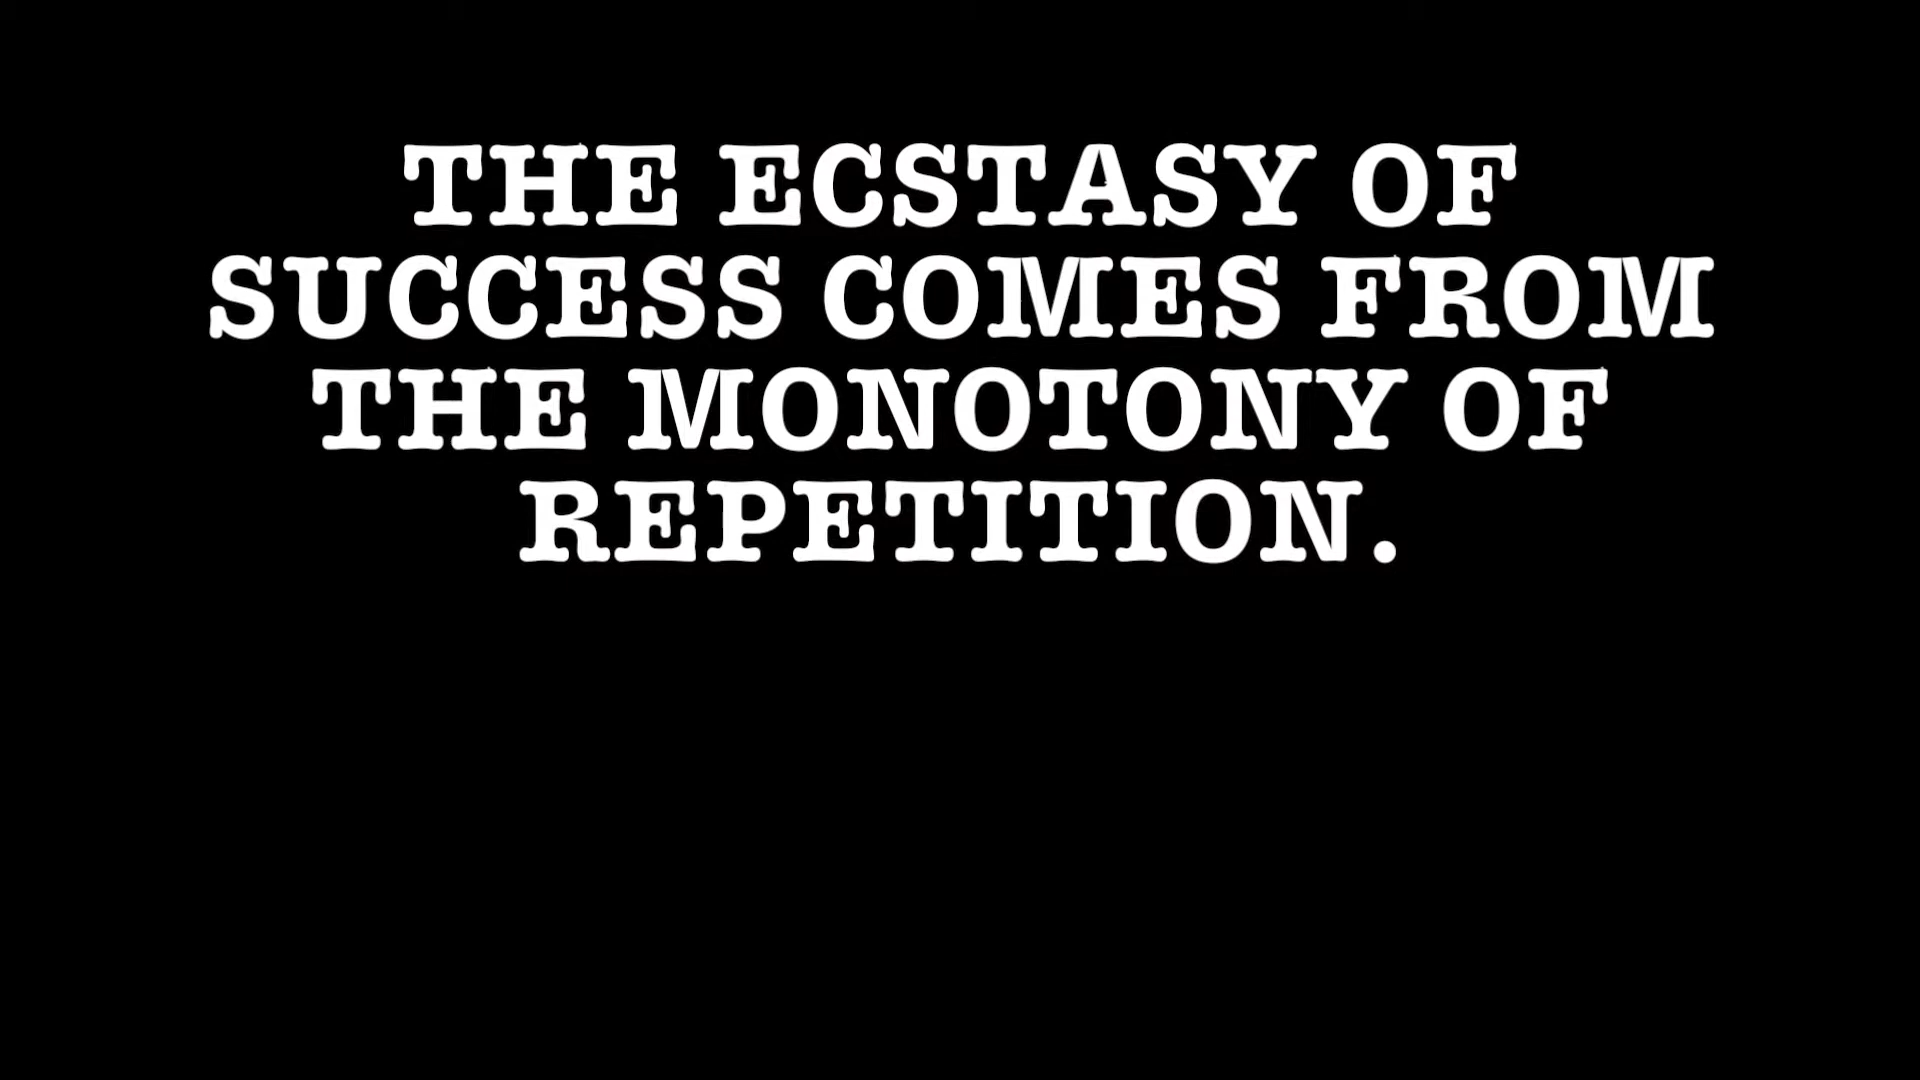 THE ECSTASY OF
SUCCESS COMES FROM
THE MONOTONY OF
REPETITION.